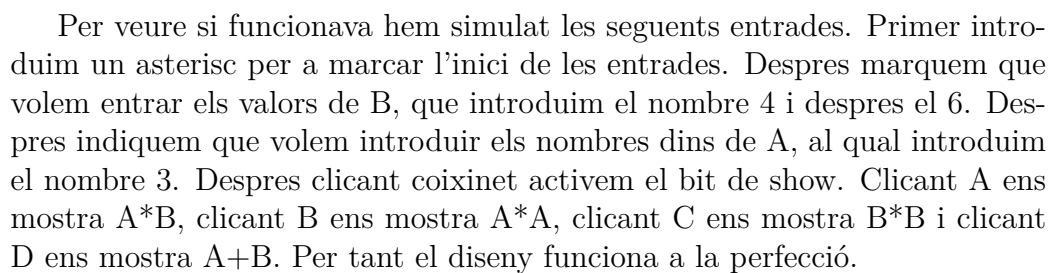 Per veure si funcionava hem simulat les seguents entrades. Primer intro-
duim un asterisc per a marcar l'inici de les entrades. Despres marquem que
volem entrar els valors de B, que introduim el nombre 4 i despres el 6. Des-
pres indiquem que volem introduir els nombres dins de A, al qual introduim
el nombre 3. Despres clicant coixinet activem el bit de show. Clicant A ens
mostra A*B, clicant B ens mostra A*A, clicant C ens mostra B*B i clicant
D ens mostra A+B. Per tant el diseny funciona a la perfecció.